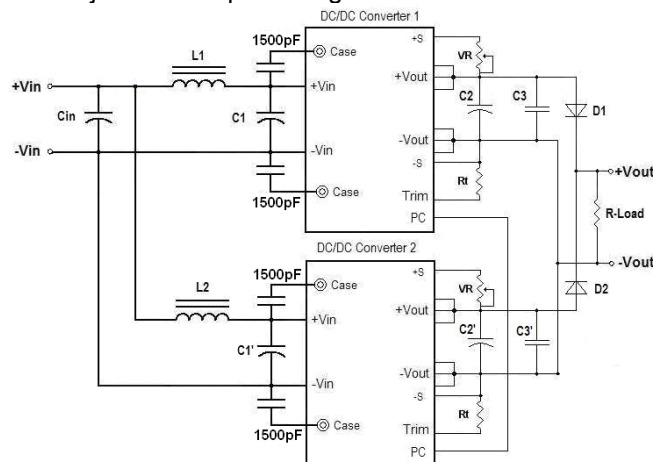 DC/DC Converter 1
1500pF
Case
+S
VR
L1
+Vin
+Vin
+Vout
C2
C3
Cin
C1
D1
-Vin
-Vin
-Vout
-S
+Vout
Case
Rt
1500pF
Trim
R-Load
PC
DC/DC Converter 2
-Vout
1500pF
+S
Case
VR
D2
L2
+Vin
+Vout
C1'
C2'
C3'
-Vin
-Vout
-S
Case
Rt
1500pF
Trim
PC